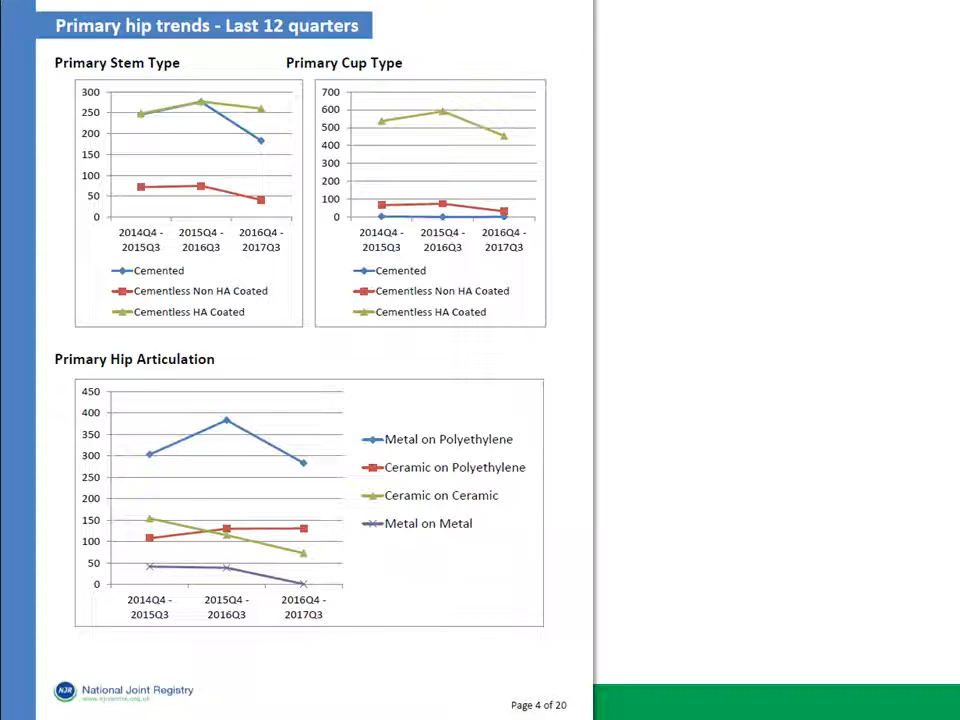 Primary hip trends - Last 12 quarters
Primary Stem Type
300
250
200
150
100
50
0
2014Q4 - 2015Q3
2015Q4 - 2016Q3
2016Q4 - 2017Q3
Cemented
Cementless Non HA Coated
Cementless HA Coated
Primary Cup Type
700
600
500
400
300
200
100
0
2014Q4 - 2015Q3
2015Q4 - 2016Q3
2016Q4 - 2017Q3
Cemented
Cementless Non HA Coated
Cementless HA Coated
Primary Hip Articulation
450
400
350
300
250
200
150
100
50
0
2014Q4 - 2015Q3
2015Q4 - 2016Q3
2016Q4 - 2017Q3
Metal on Polyethylene
Ceramic on Polyethylene
Ceramic on Ceramic
Metal on Metal
NJR
National Joint Registry
www.njrcentre.org.uk
Page 4 of 20